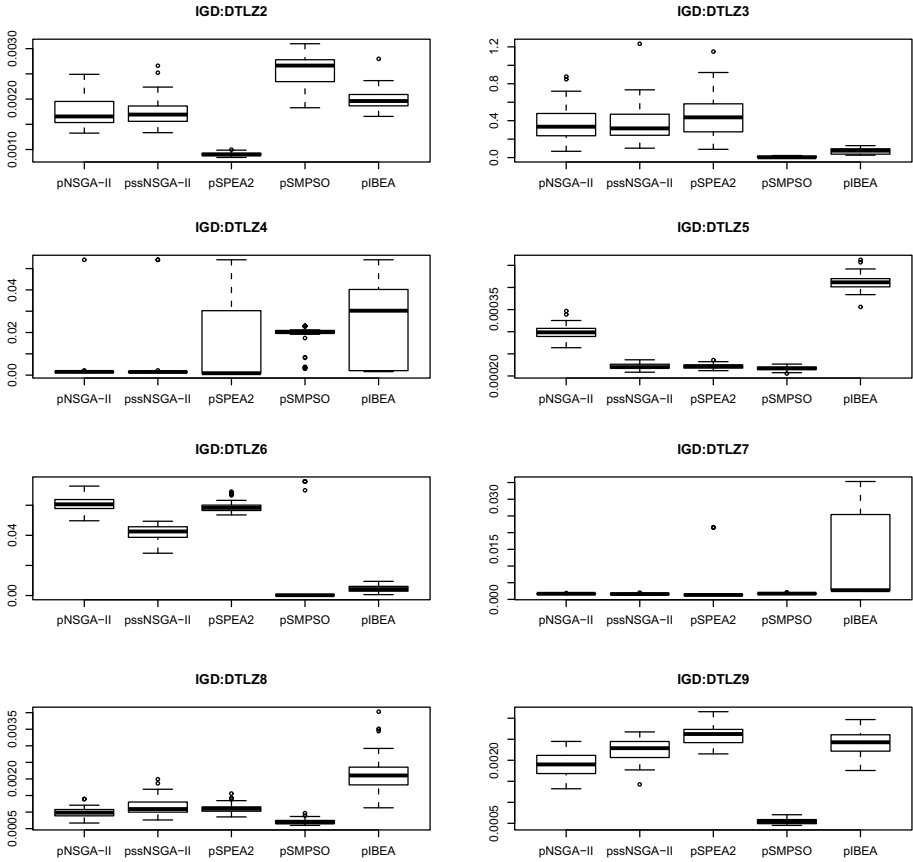 IGD:DTLZ2
0.0010 0.0020 0.0030
pNSGA−II pssNSGA−II pSPEA2 pSMPSO pIBEA
IGD:DTLZ3
0.0 0.4 0.8 1.2
pNSGA−II pssNSGA−II pSPEA2 pSMPSO pIBEA
IGD:DTLZ4
0.00 0.02 0.04
pNSGA−II pssNSGA−II pSPEA2 pSMPSO pIBEA
IGD:DTLZ5
0.00020 0.00035
pNSGA−II pssNSGA−II pSPEA2 pSMPSO pIBEA
IGD:DTLZ6
0.00 0.04
pNSGA−II pssNSGA−II pSPEA2 pSMPSO pIBEA
IGD:DTLZ7
0.000 0.015 0.030
pNSGA−II pssNSGA−II pSPEA2 pSMPSO pIBEA
IGD:DTLZ8
0.0005 0.0020 0.0035
pNSGA−II pssNSGA−II pSPEA2 pSMPSO pIBEA
IGD:DTLZ9
0.0005 0.0020
pNSGA−II pssNSGA−II pSPEA2 pSMPSO pIBEA